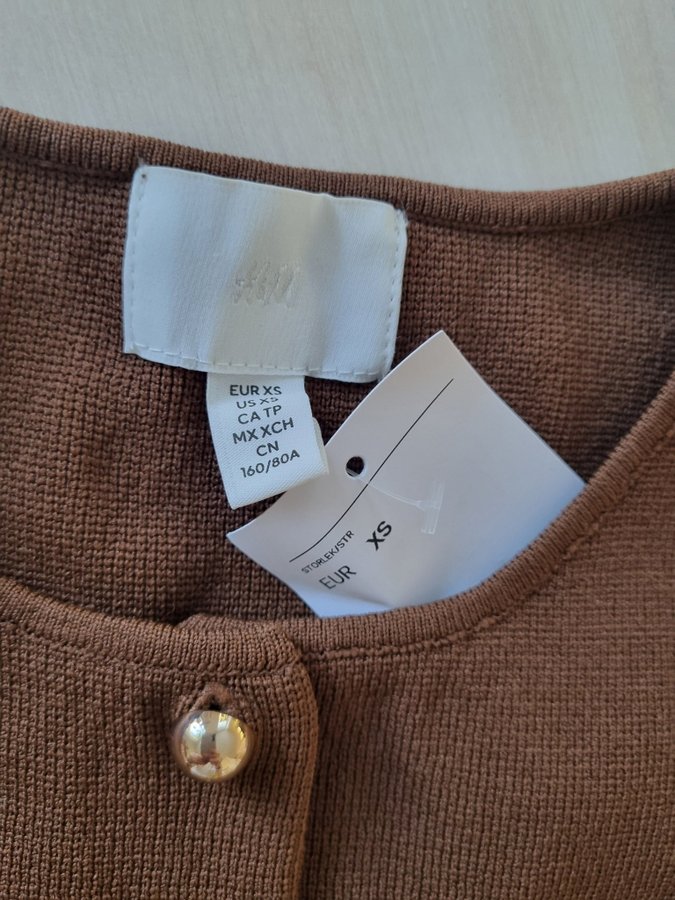 H&M
EUR XS
US XS
CA TP
MX XCH
CN
160/80A
STORLEK/STR
EUR XS